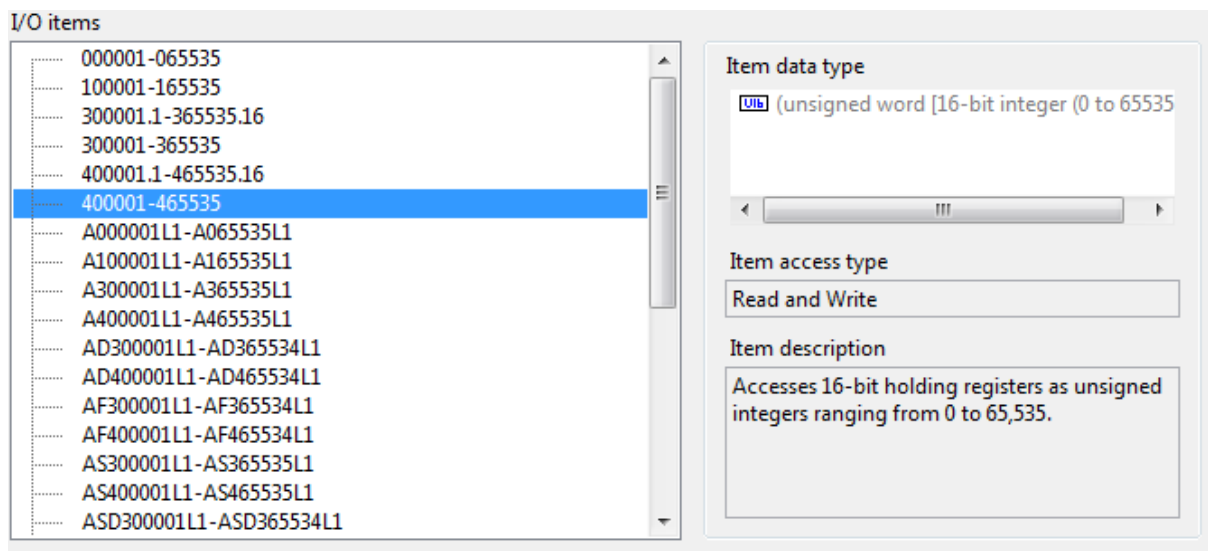 I/O items
000001-065535
100001-165535
300001.1-365535.16
300001-365535
400001.1-465535.16
400001-465535
A000001L1-A065535L1
A100001L1-A165535L1
A300001L1-A365535L1
A400001L1-A465535L1
AD300001L1-AD365534L1
AD400001L1-AD465534L1
AF300001L1-AF365534L1
AF400001L1-AF465534L1
AS300001L1-AS365535L1
AS400001L1-AS465535L1
ASD300001L1-ASD365534L1
Item data type
UI6 (unsigned word [16-bit integer (0 to 65535
Item access type
Read and Write
Item description
Accesses 16-bit holding registers as unsigned
integers ranging from 0 to 65,535.